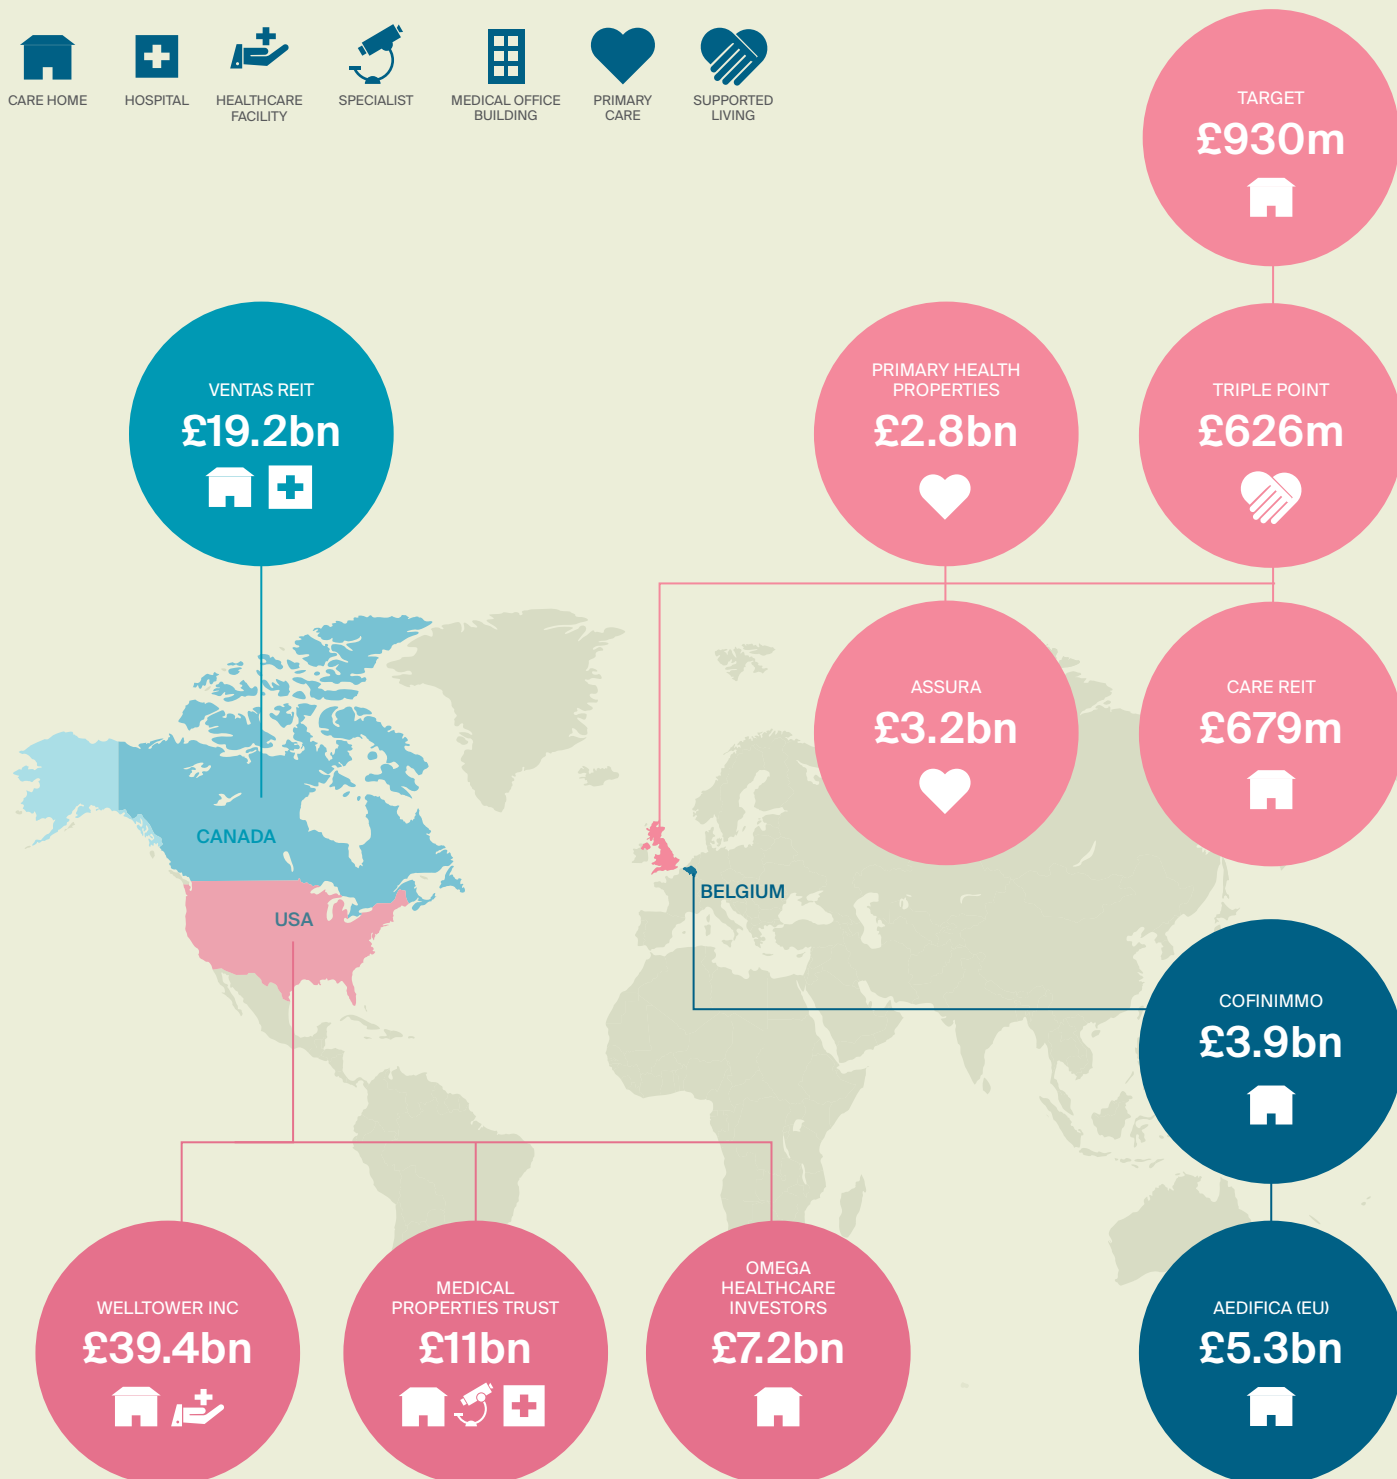 CARE HOME
HOSPITAL
HEALTHCARE
FACILITY
SPECIALIST
MEDICAL OFFICE
BUILDING
PRIMARY
CARE
SUPPORTED
LIVING
TARGET
£930m
VENTAS REIT
£19.2bn
PRIMARY HEALTH
PROPERTIES
£2.8bn
TRIPLE POINT
£626m
ASSURA
£3.2bn
CARE REIT
£679m
CANADA
USA
BELGIUM
COFINIMMO
£3.9bn
WELLTOWER INC
£39.4bn
MEDICAL
PROPERTIES TRUST
£11bn
OMEGA
HEALTHCARE
INVESTORS
£7.2bn
AEDIFICA (EU)
£5.3bn